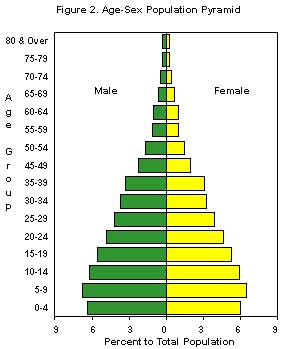 Figure 2. Age-Sex Population Pyramid
Age Group
Male
Female
80 & Over
75-79
70-74
65-69
60-64
55-59
50-54
45-49
35-39
30-34
25-29
20-24
15-19
10-14
5-9
0-4
9 6 3 0 3 6 9
Percent to Total Population